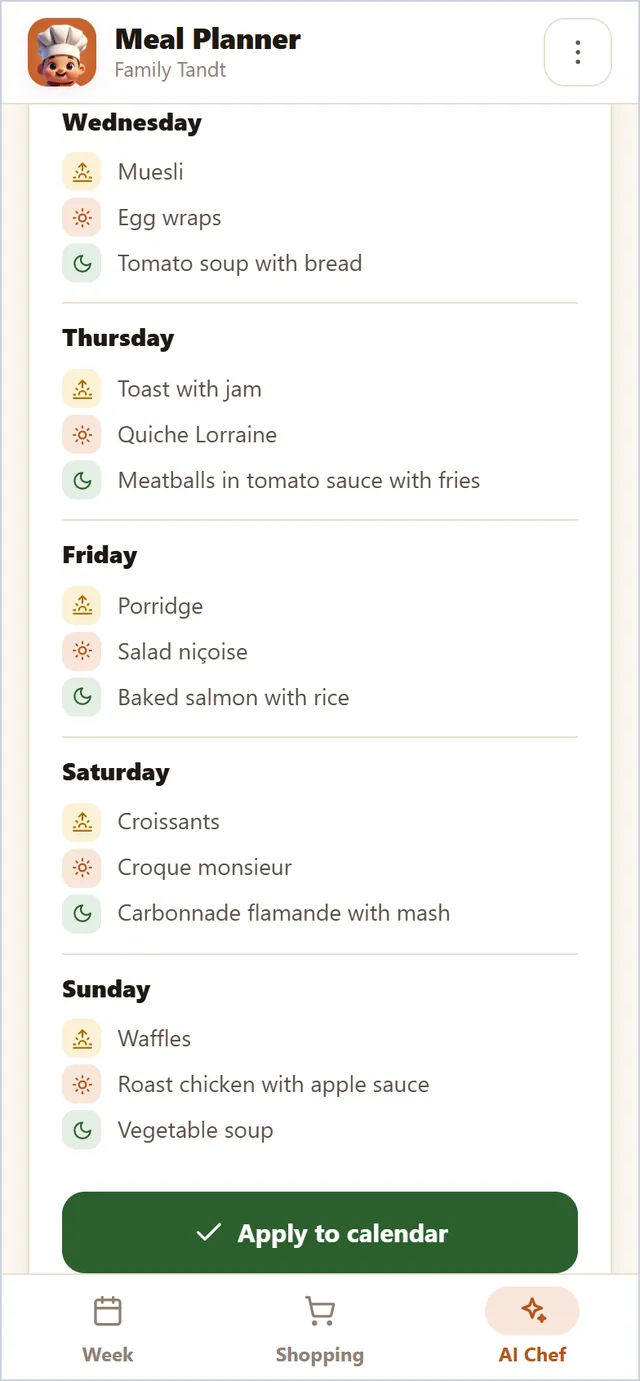 Meal Planner
Family Tandt
Wednesday
Muesli
Egg wraps
Tomato soup with bread
Thursday
Toast with jam
Quiche Lorraine
Meatballs in tomato sauce with fries
Friday
Porridge
Salad niçoise
Baked salmon with rice
Saturday
Croissants
Croque monsieur
Carbonnade flamande with mash
Sunday
Waffles
Roast chicken with apple sauce
Vegetable soup
Apply to calendar
Week
Shopping
AI Chef